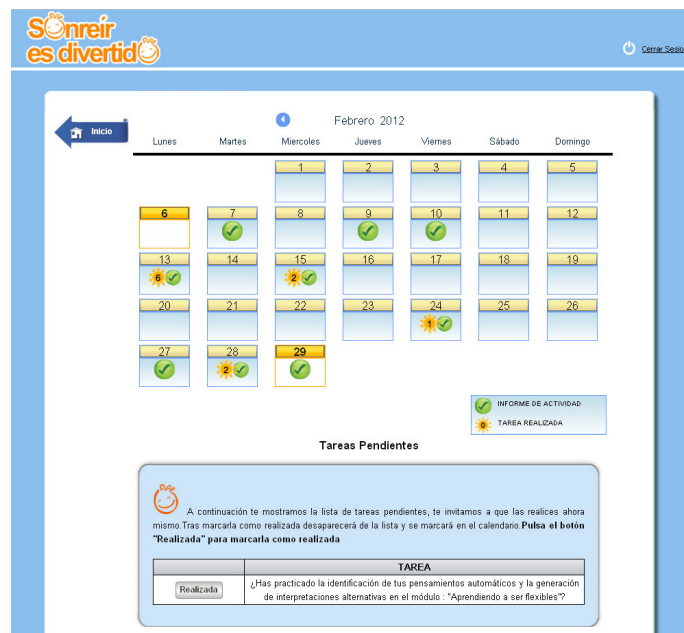 Sonreír
es divertido
Cerrar Sesio
Inicio
Febrero 2012
Lunes Martes Miercoles Jueves Viernes Sábado Domingo
1 2 3 4 5
6 7 8 9 10 11 12
13 14 15 16 17 18 19
6 2
20 21 22 23 24 25 26
1
27 28 29
2
INFORME DE ACTIVIDAD
0 TAREA REALIZADA
Tareas Pendientes
A continuación te mostramos la lista de tareas pendientes, te invitamos a que las realices ahora
mismo.Tras marcarla como realizada desaparecerá de la lista y se marcará en el calendario.Pulsa el botón
"Realizada" para marcarla como realizada
TAREA
Realizada
¿Has practicado la identificación de tus pensamientos automáticos y la generación
de interpretaciones alternativas en el módulo : "Aprendiendo a ser flexibles"?